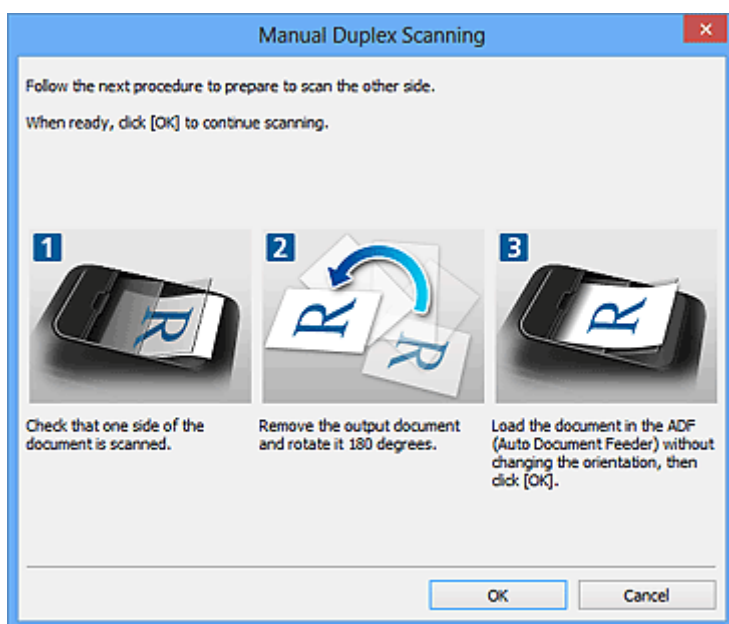 Manual Duplex Scanning
Follow the next procedure to prepare to scan the other side.
When ready, click [OK] to continue scanning.
1
R
Check that one side of the
document is scanned.
2
R
R
Remove the output document
and rotate it 180 degrees.
3
R
Load the document in the ADF
(Auto Document Feeder) without
changing the orientation, then
click [OK].
OK
Cancel